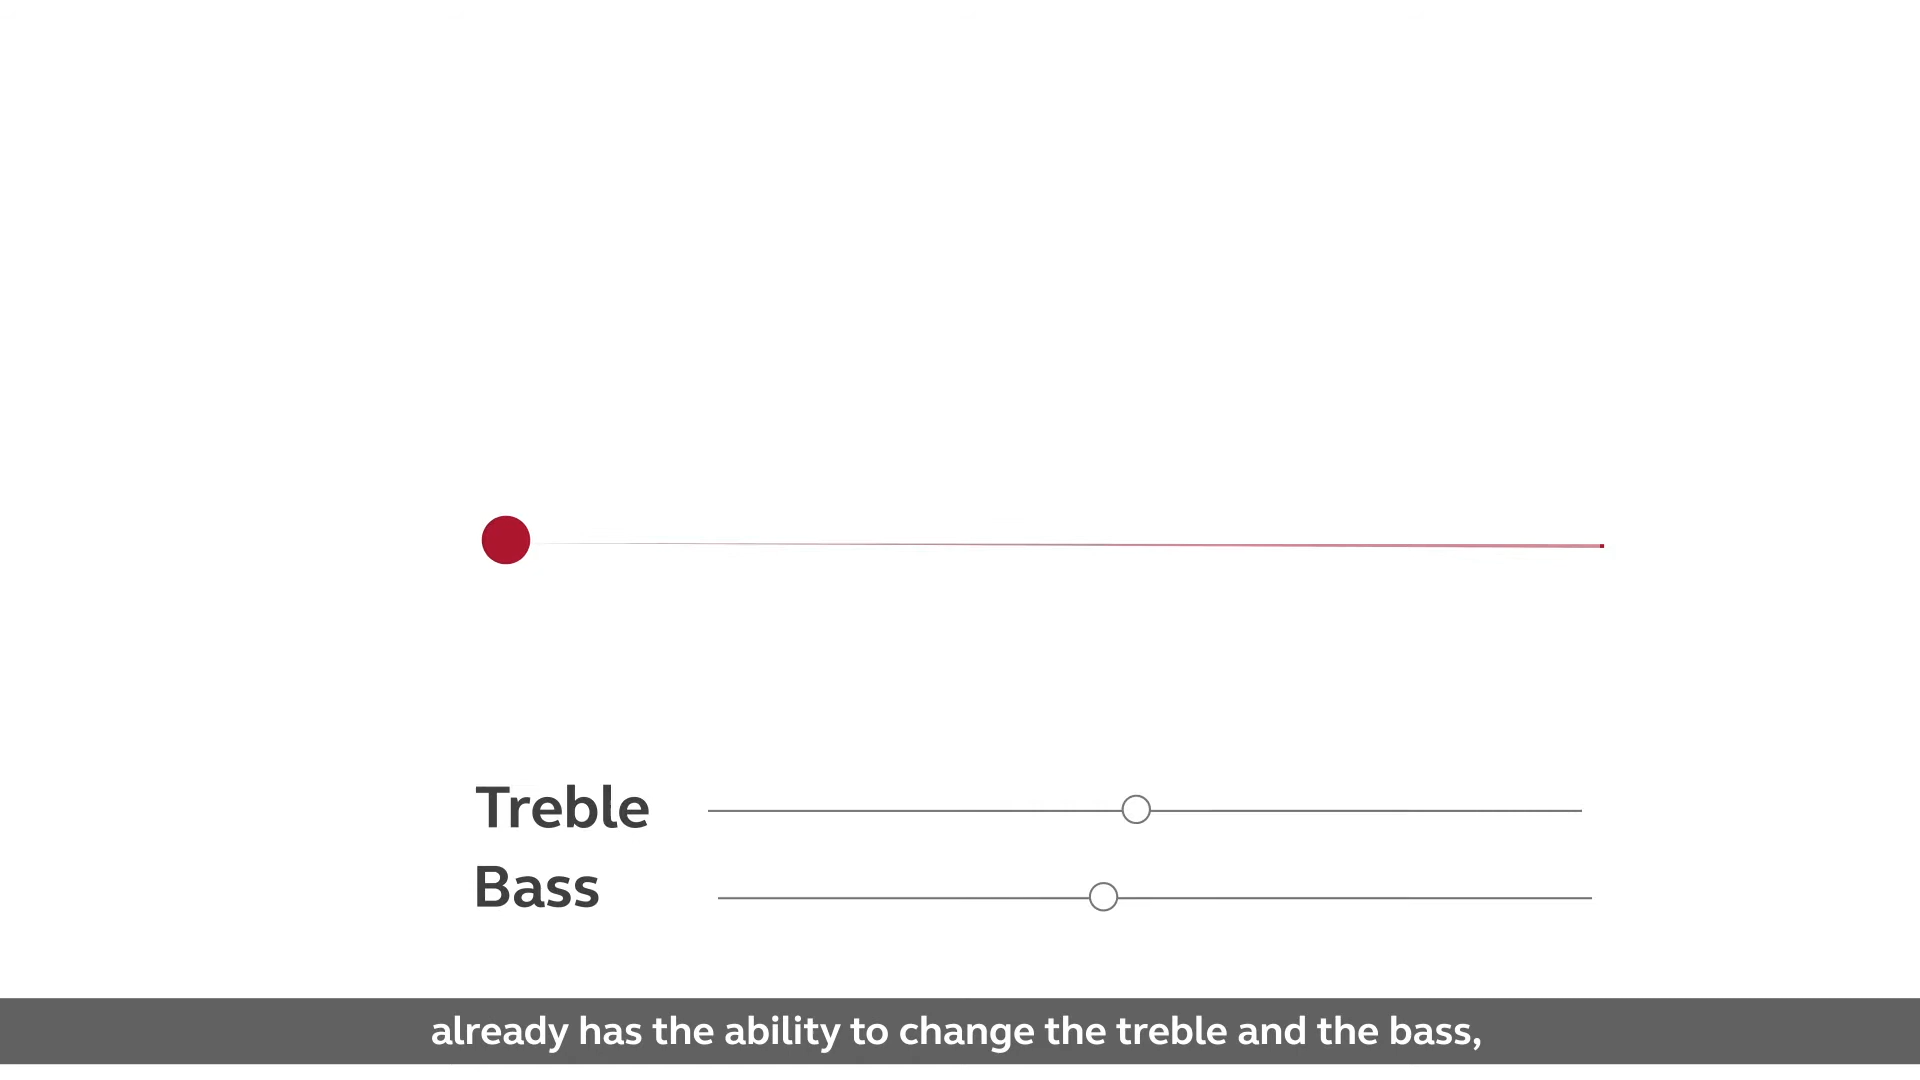 Treble
Bass
already has the ability to change the treble and the bass,